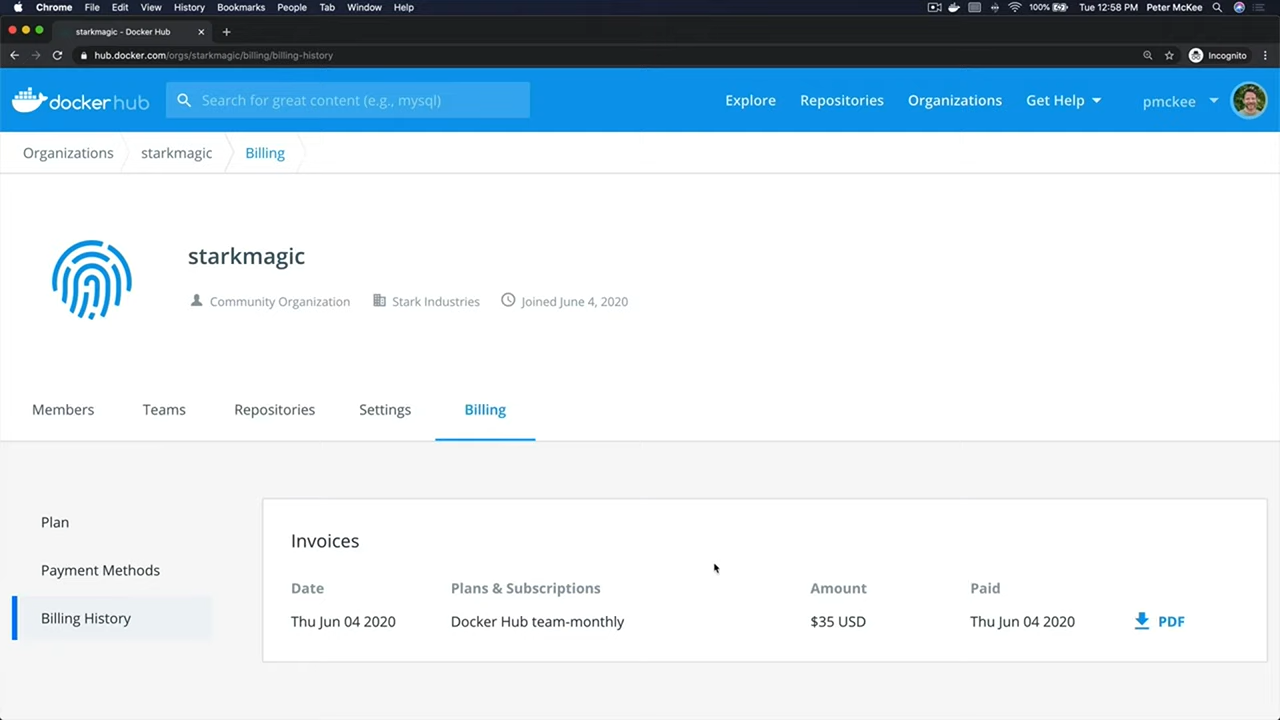 Chrome File Edit View History Bookmarks People Tab Window Help 100% Tue 12:58 PM Peter McKee
starkmagic - Docker Hub
hub.docker.com/orgs/starkmagic/billing/billing-history Incognito
dockerhub Search for great content (e.g., mysql) Explore Repositories Organizations Get Help pmckee
Organizations starkmagic Billing
starkmagic
Community Organization Stark Industries Joined June 4, 2020
Members Teams Repositories Settings Billing
Plan
Payment Methods
Billing History
Invoices
Date Plans & Subscriptions Amount Paid
Thu Jun 04 2020 Docker Hub team-monthly $35 USD Thu Jun 04 2020 PDF